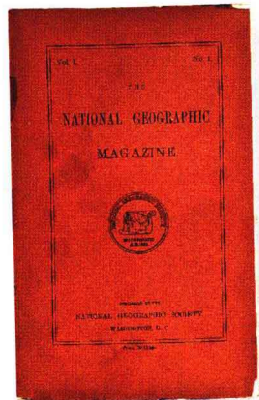 Vol. I. No. 1.
THE
NATIONAL GEOGRAPHIC
MAGAZINE.
PUBLISHED BY THE
NATIONAL GEOGRAPHIC SOCIETY
WASHINGTON, D. C.